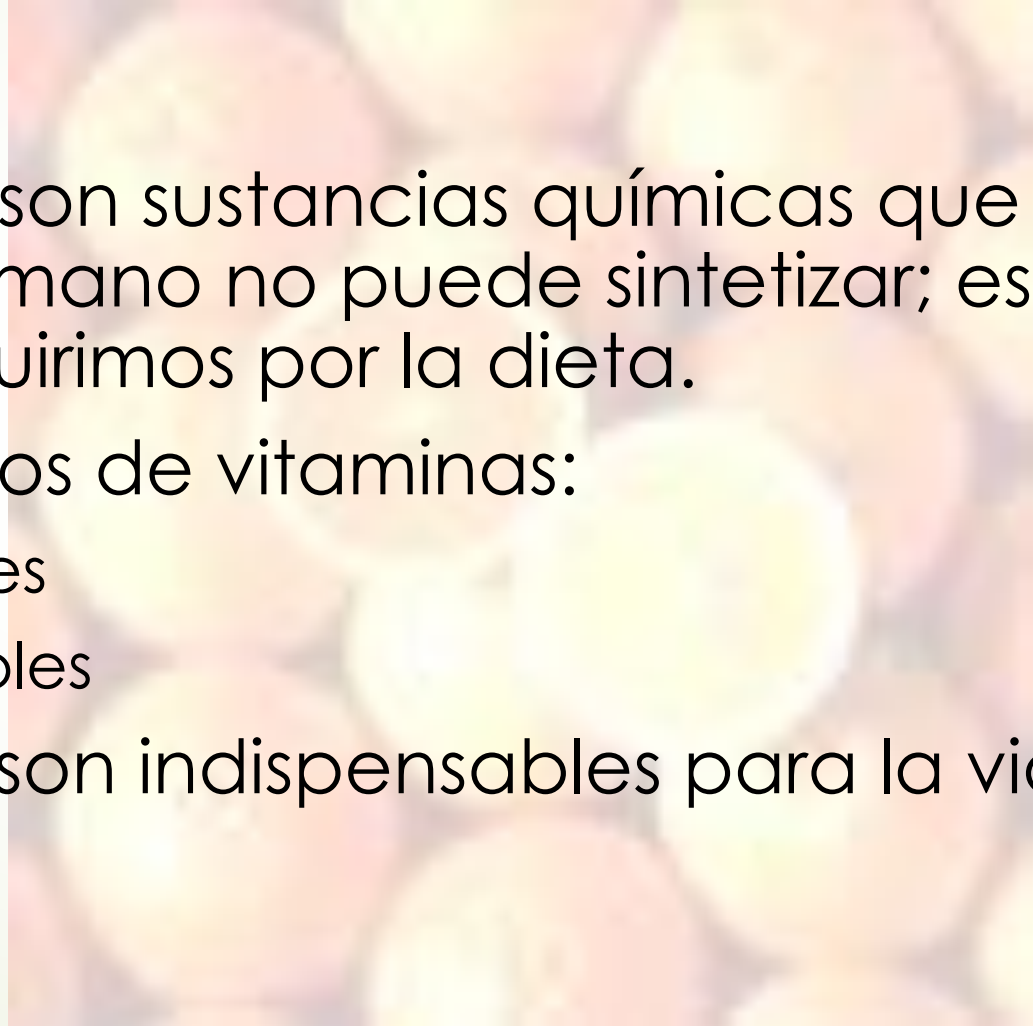 son sustancias químicas que
mano no puede sintetizar; es
uirimos por la dieta.
os de vitaminas:
es
bles
son indispensables para la vid